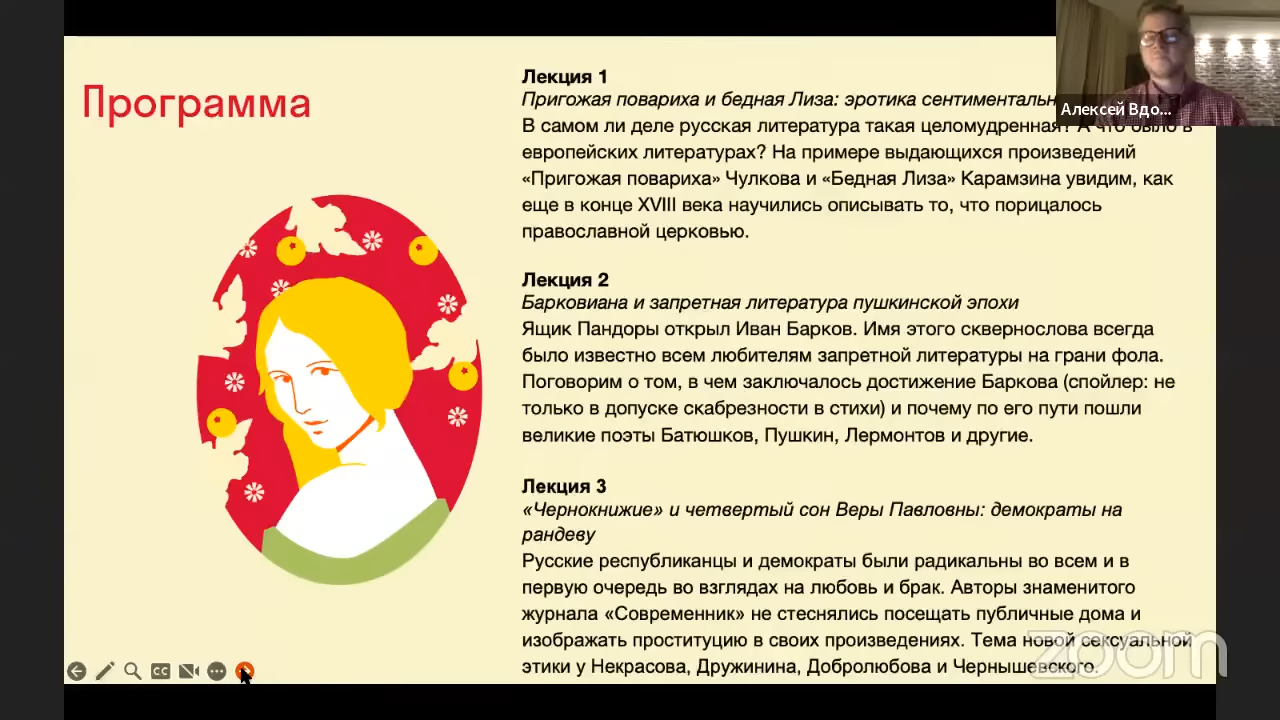 Программа
Лекция 1
Пригожая повариха и бедная Лиза: эротика
В самом ли деле русская литература такая целомудренная? А что было в
европейских литературах? На примере выдающихся произведений
«Пригожая повариха» Чулкова и «Бедная Лиза» Карамзина увидим, как
еще в конце XVIII века научились описывать то, что порицалось
православной церковью.
Лекция 2
Барковиана и запретная литература пушкинской эпохи
Ящик Пандоры открыл Иван Барков. Имя этого сквернослова всегда
было известно всем любителям запретной литературы на грани фола.
Поговорим о том, в чем заключалось достижение Баркова (спойлер: не
только в допуске скабрезности в стихи) и почему по его пути пошли
великие поэты Батюшков, Пушкин, Лермонтов и другие.
Лекция 3
«Чернокнижие» и четвертый сон Веры Павловны: демократы на
рандеву
Русские республиканцы и демократы были радикальны во всем и в
первую очередь во взглядах на любовь и брак. Авторы знаменитого
журнала «Современник» не стеснялись посещать публичные дома и
изображать проституцию в своих произведениях. Тема новой сексуальной
этики у Некрасова, Дружинина, Добролюбова и Чернышевского.
Алексей Вдо...
CC
zoom